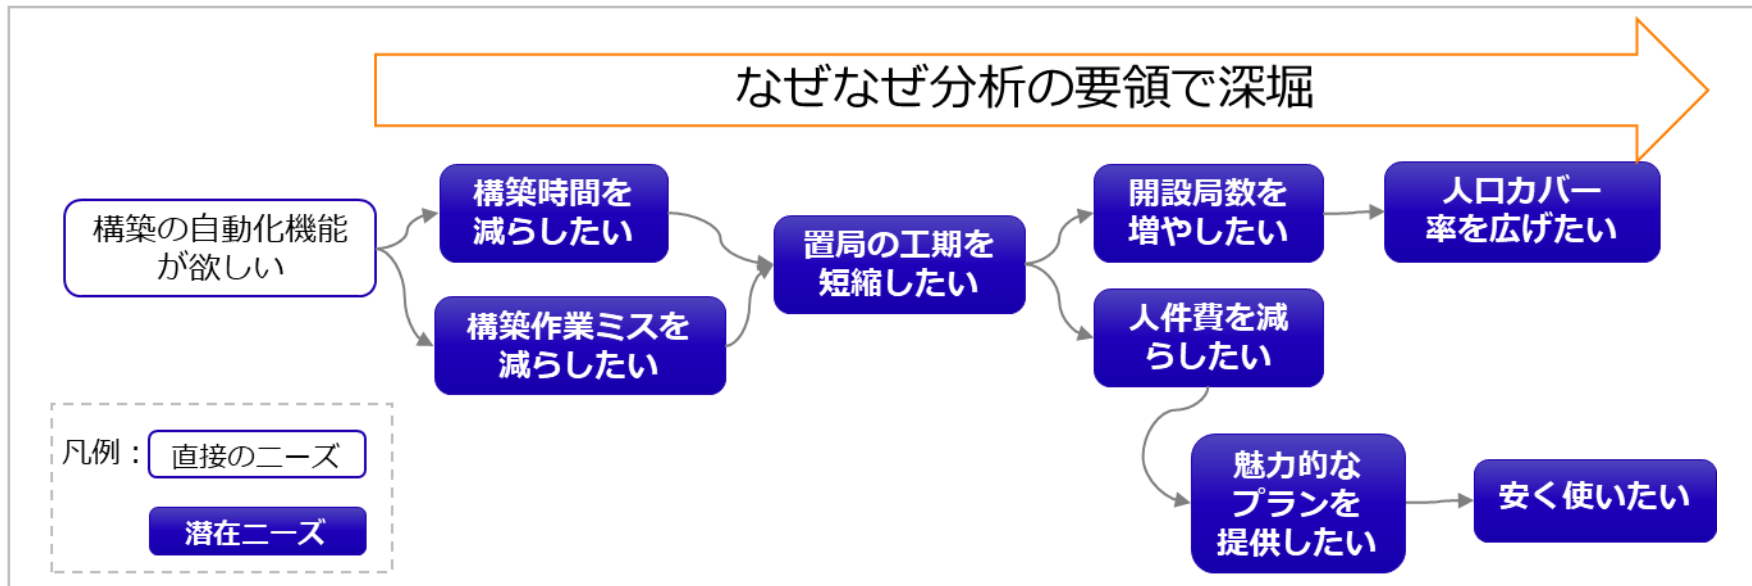 なぜなぜ分析の要領で深堀
構築の自動化機能
が欲しい
構築時間を
減らしたい
構築作業ミスを
減らしたい
置局の工期を
短縮したい
開設局数を
増やしたい
人口カバー
率を広げたい
人件費を減
らしたい
魅力的な
プランを
提供したい
安く使いたい
凡例：
直接のニーズ
潜在ニーズ